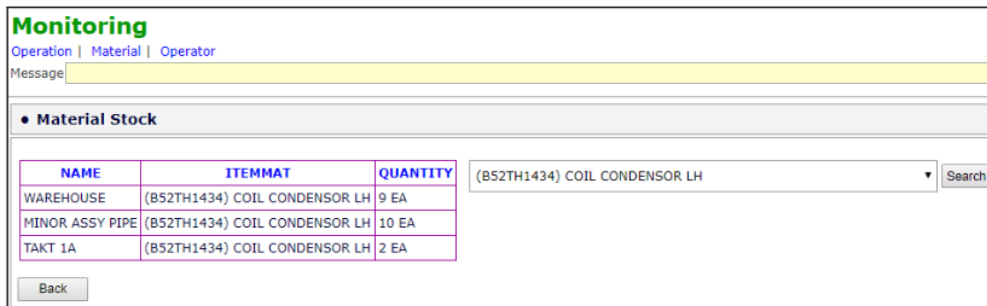 Monitoring
Operation | Material | Operator
Message
• Material Stock
NAME ITEMMAT QUANTITY
WAREHOUSE (B52TH1434) COIL CONDENSOR LH 9 EA
MINOR ASSY PIPE (B52TH1434) COIL CONDENSOR LH 10 EA
TAKT 1A (B52TH1434) COIL CONDENSOR LH 2 EA
(B52TH1434) COIL CONDENSOR LH Search
Back